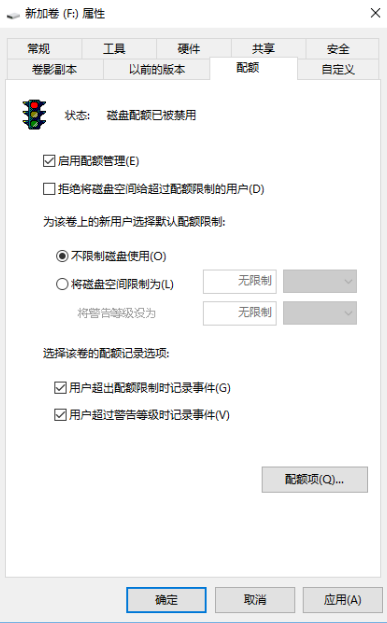 新加卷 (F:) 属性
常规 工具 硬件 共享 安全
卷影副本 以前的版本 配额 自定义
状态: 磁盘配额已被禁用
启用配额管理(E)
拒绝将磁盘空间给超过配额限制的用户(D)
为该卷上的新用户选择默认配额限制:
不限制磁盘使用(O)
将磁盘空间限制为(L) 无限制
将警告等级设为 无限制
选择该卷的配额记录选项:
用户超出配额限制时记录事件(G)
用户超过警告等级时记录事件(V)
配额项(Q)...
确定 取消 应用(A)